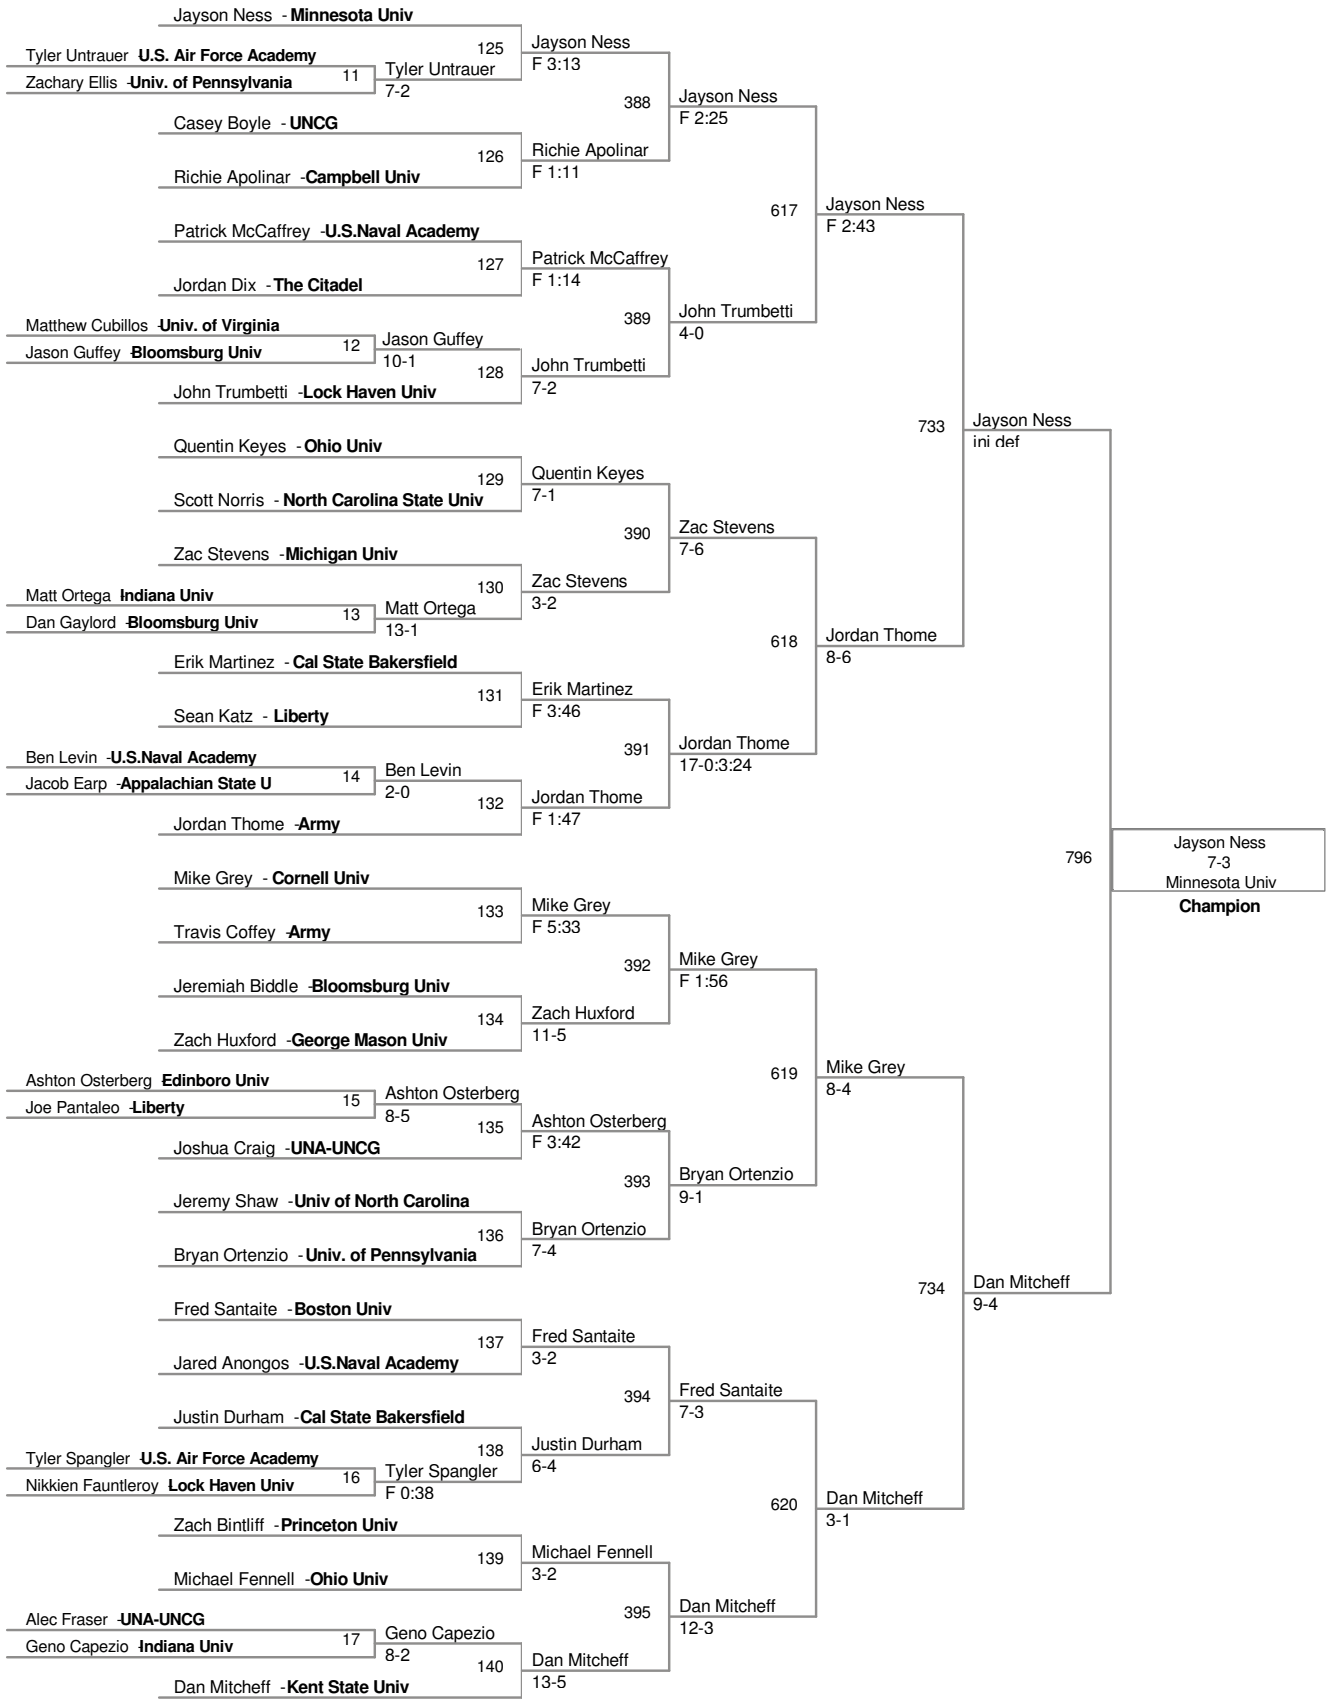 Jayson Ness - Minnesota Univ
125
Jayson Ness
F 3:13
Tyler Untrauer - U.S. Air Force Academy
11
Tyler Untrauer
7-2
Zachary Ellis - Univ. of Pennsylvania
388
Jayson Ness
F 2:25
Casey Boyle - UNCG
126
Richie Apolinar
F 1:11
Richie Apolinar - Campbell Univ
617
Jayson Ness
F 2:43
Patrick McCaffrey - U.S.Naval Academy
127
Patrick McCaffrey
F 1:14
Jordan Dix - The Citadel
389
John Trumbetti
4-0
Matthew Cubillos - Univ. of Virginia
12
Jason Guffey
10-1
Jason Guffey - Bloomsburg Univ
128
John Trumbetti
7-2
John Trumbetti - Lock Haven Univ
733
Jayson Ness
inj def
Quentin Keyes - Ohio Univ
129
Quentin Keyes
7-1
Scott Norris - North Carolina State Univ
390
Zac Stevens
7-6
Zac Stevens - Michigan Univ
130
Zac Stevens
3-2
Matt Ortega - Indiana Univ
13
Matt Ortega
13-1
Dan Gaylord - Bloomsburg Univ
618
Jordan Thome
8-6
Erik Martinez - Cal State Bakersfield
131
Erik Martinez
F 3:46
Sean Katz - Liberty
391
Jordan Thome
17-0:3:24
Ben Levin - U.S.Naval Academy
14
Ben Levin
2-0
Jacob Earp - Appalachian State U
132
Jordan Thome
F 1:47
Jordan Thome - Army
796
Jayson Ness
7-3
Minnesota Univ
Champion
Mike Grey - Cornell Univ
133
Mike Grey
F 5:33
Travis Coffey - Army
392
Mike Grey
F 1:56
Jeremiah Biddle - Bloomsburg Univ
134
Zach Huxford
11-5
Zach Huxford - George Mason Univ
619
Mike Grey
8-4
Ashton Osterberg - Edinboro Univ
15
Ashton Osterberg
8-5
Joe Pantaleo - Liberty
135
Ashton Osterberg
F 3:42
Joshua Craig - UNA-UNCG
393
Bryan Ortenzio
9-1
Jeremy Shaw - Univ of North Carolina
136
Bryan Ortenzio
7-4
Bryan Ortenzio - Univ. of Pennsylvania
734
Dan Mitcheff
9-4
Fred Santaite - Boston Univ
137
Fred Santaite
3-2
Jared Anongos - U.S.Naval Academy
394
Fred Santaite
7-3
Justin Durham - Cal State Bakersfield
138
Justin Durham
6-4
Tyler Spangler - U.S. Air Force Academy
16
Tyler Spangler
F 0:38
Nikkien Fauntleroy - Lock Haven Univ
620
Dan Mitcheff
3-1
Zach Bintliff - Princeton Univ
139
Michael Fennell
3-2
Michael Fennell - Ohio Univ
395
Dan Mitcheff
12-3
Alec Fraser - UNA-UNCG
17
Geno Capezio
8-2
Geno Capezio - Indiana Univ
140
Dan Mitcheff
13-5
Dan Mitcheff - Kent State Univ